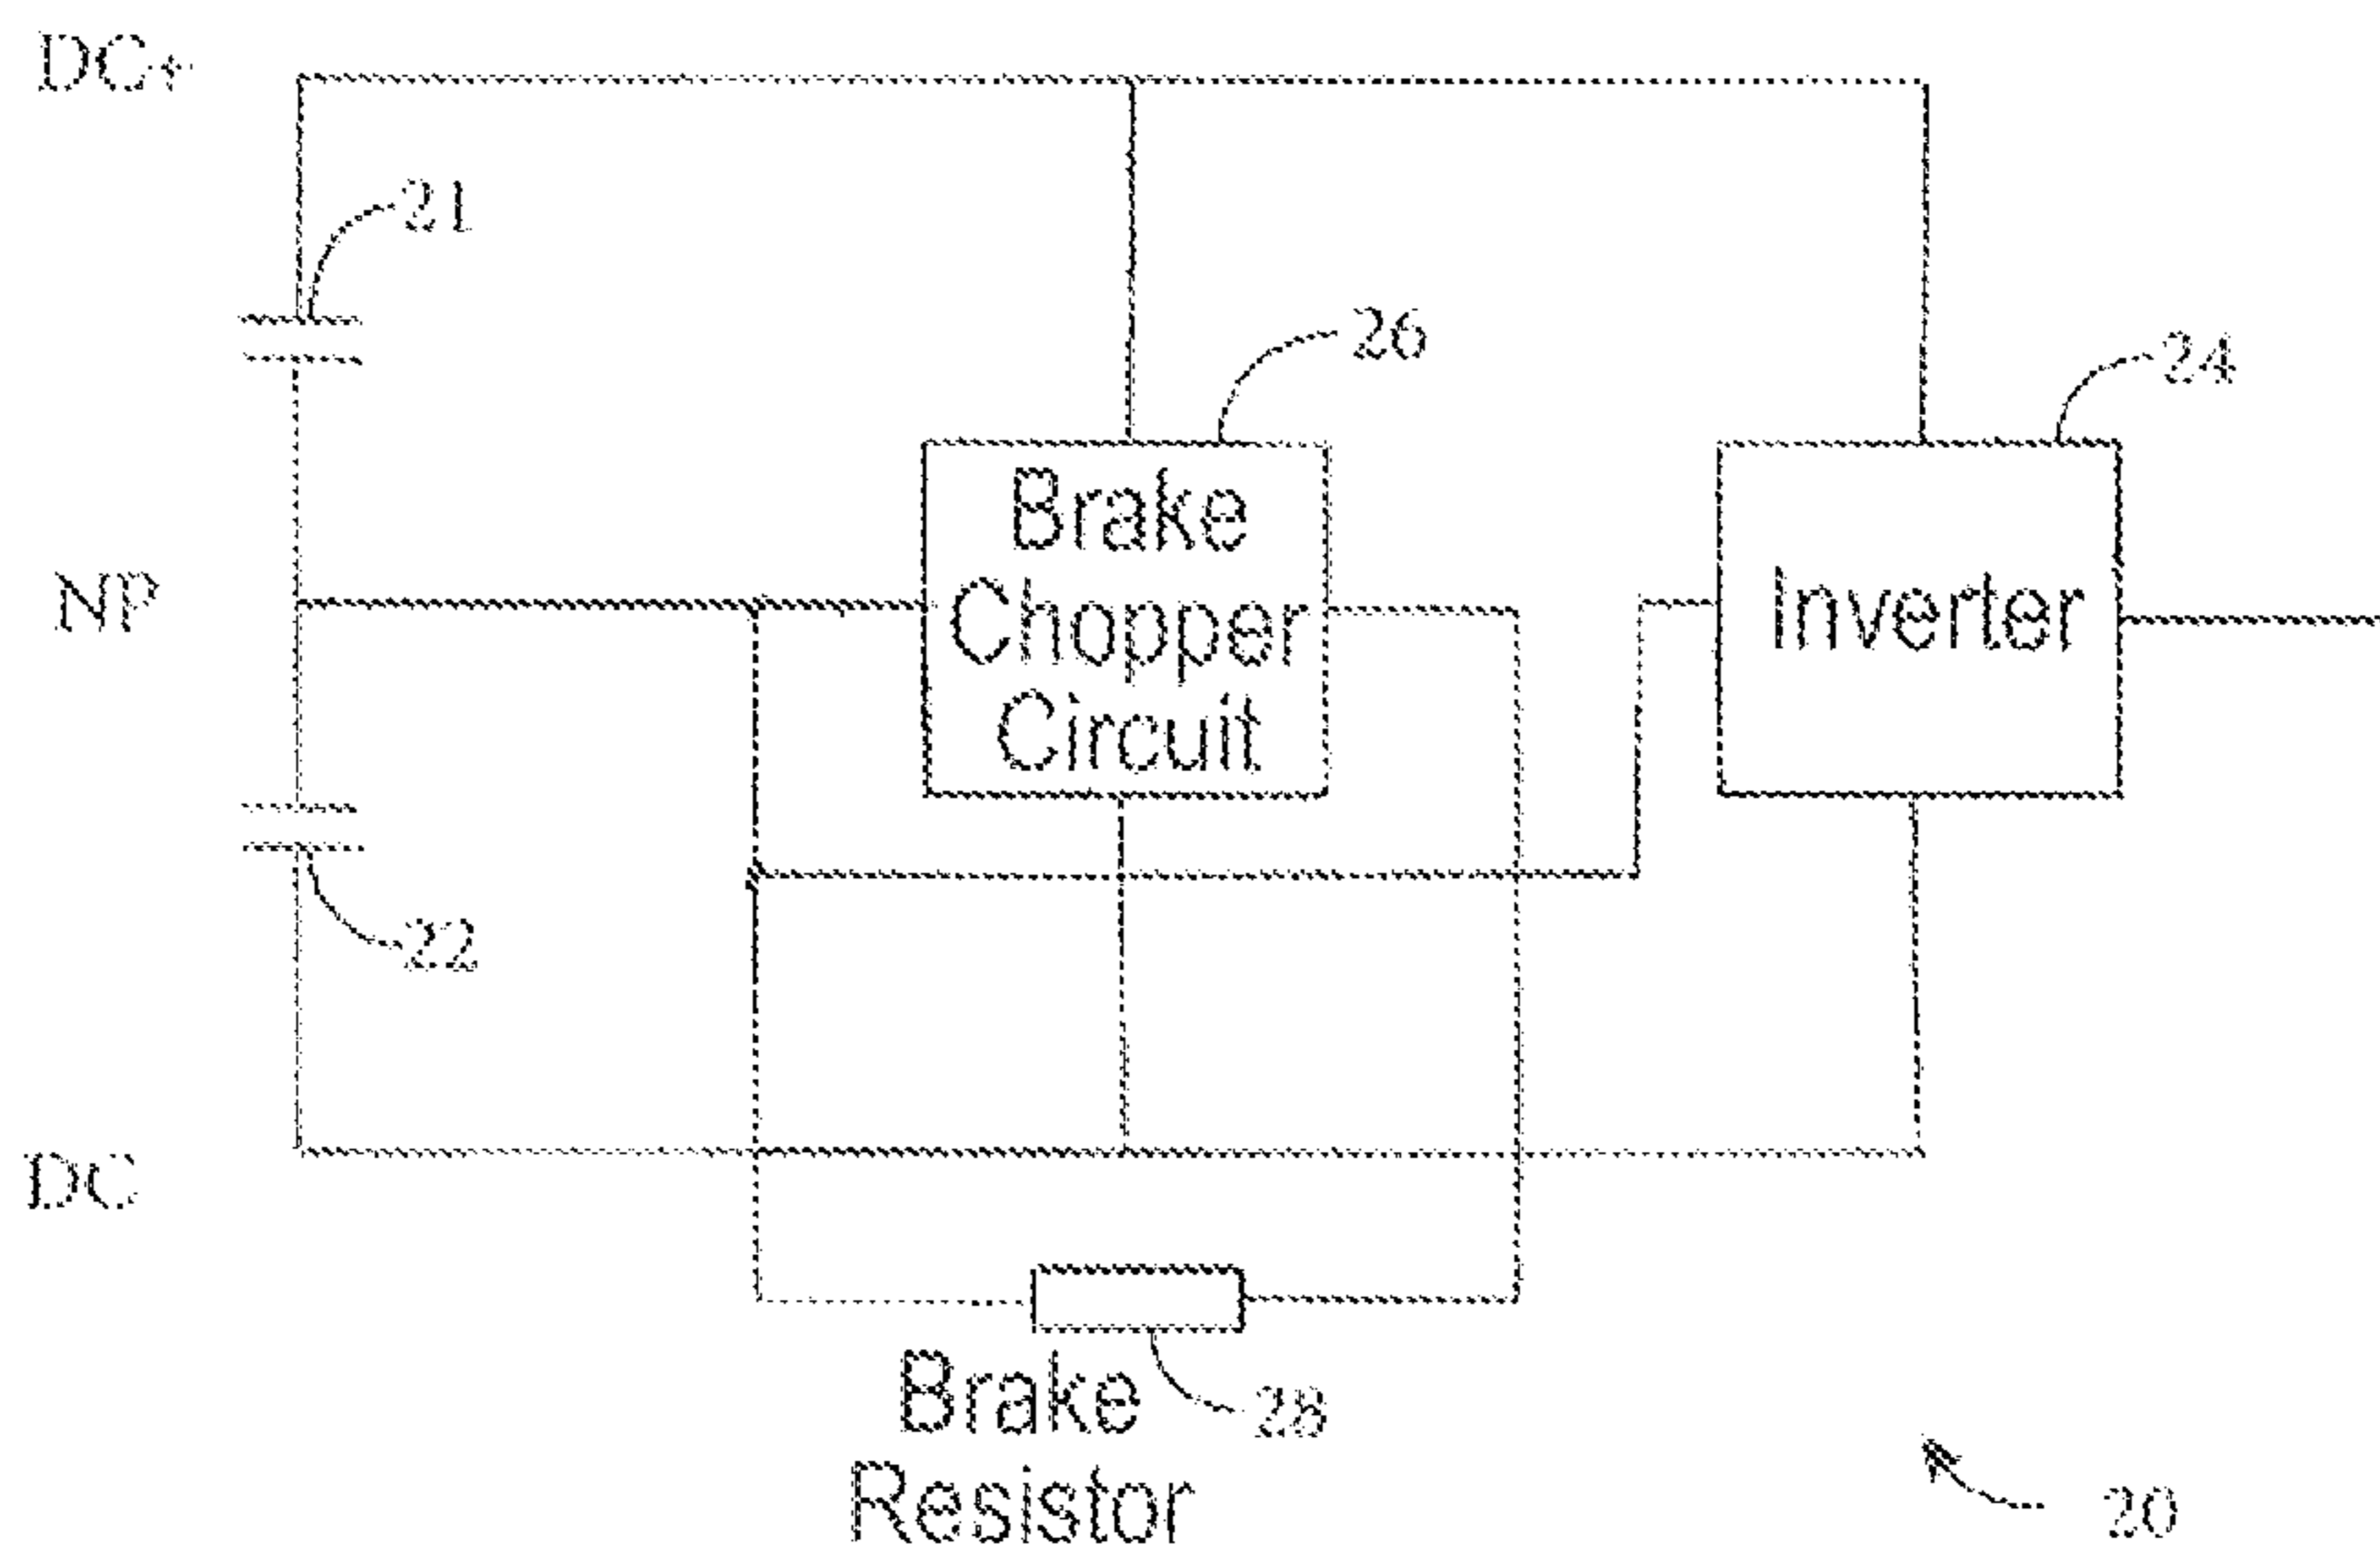 DC+
21
26
24
Brake
Chopper
Circuit
Inverter
NP
22
DC
28
Brake
Resistor
20